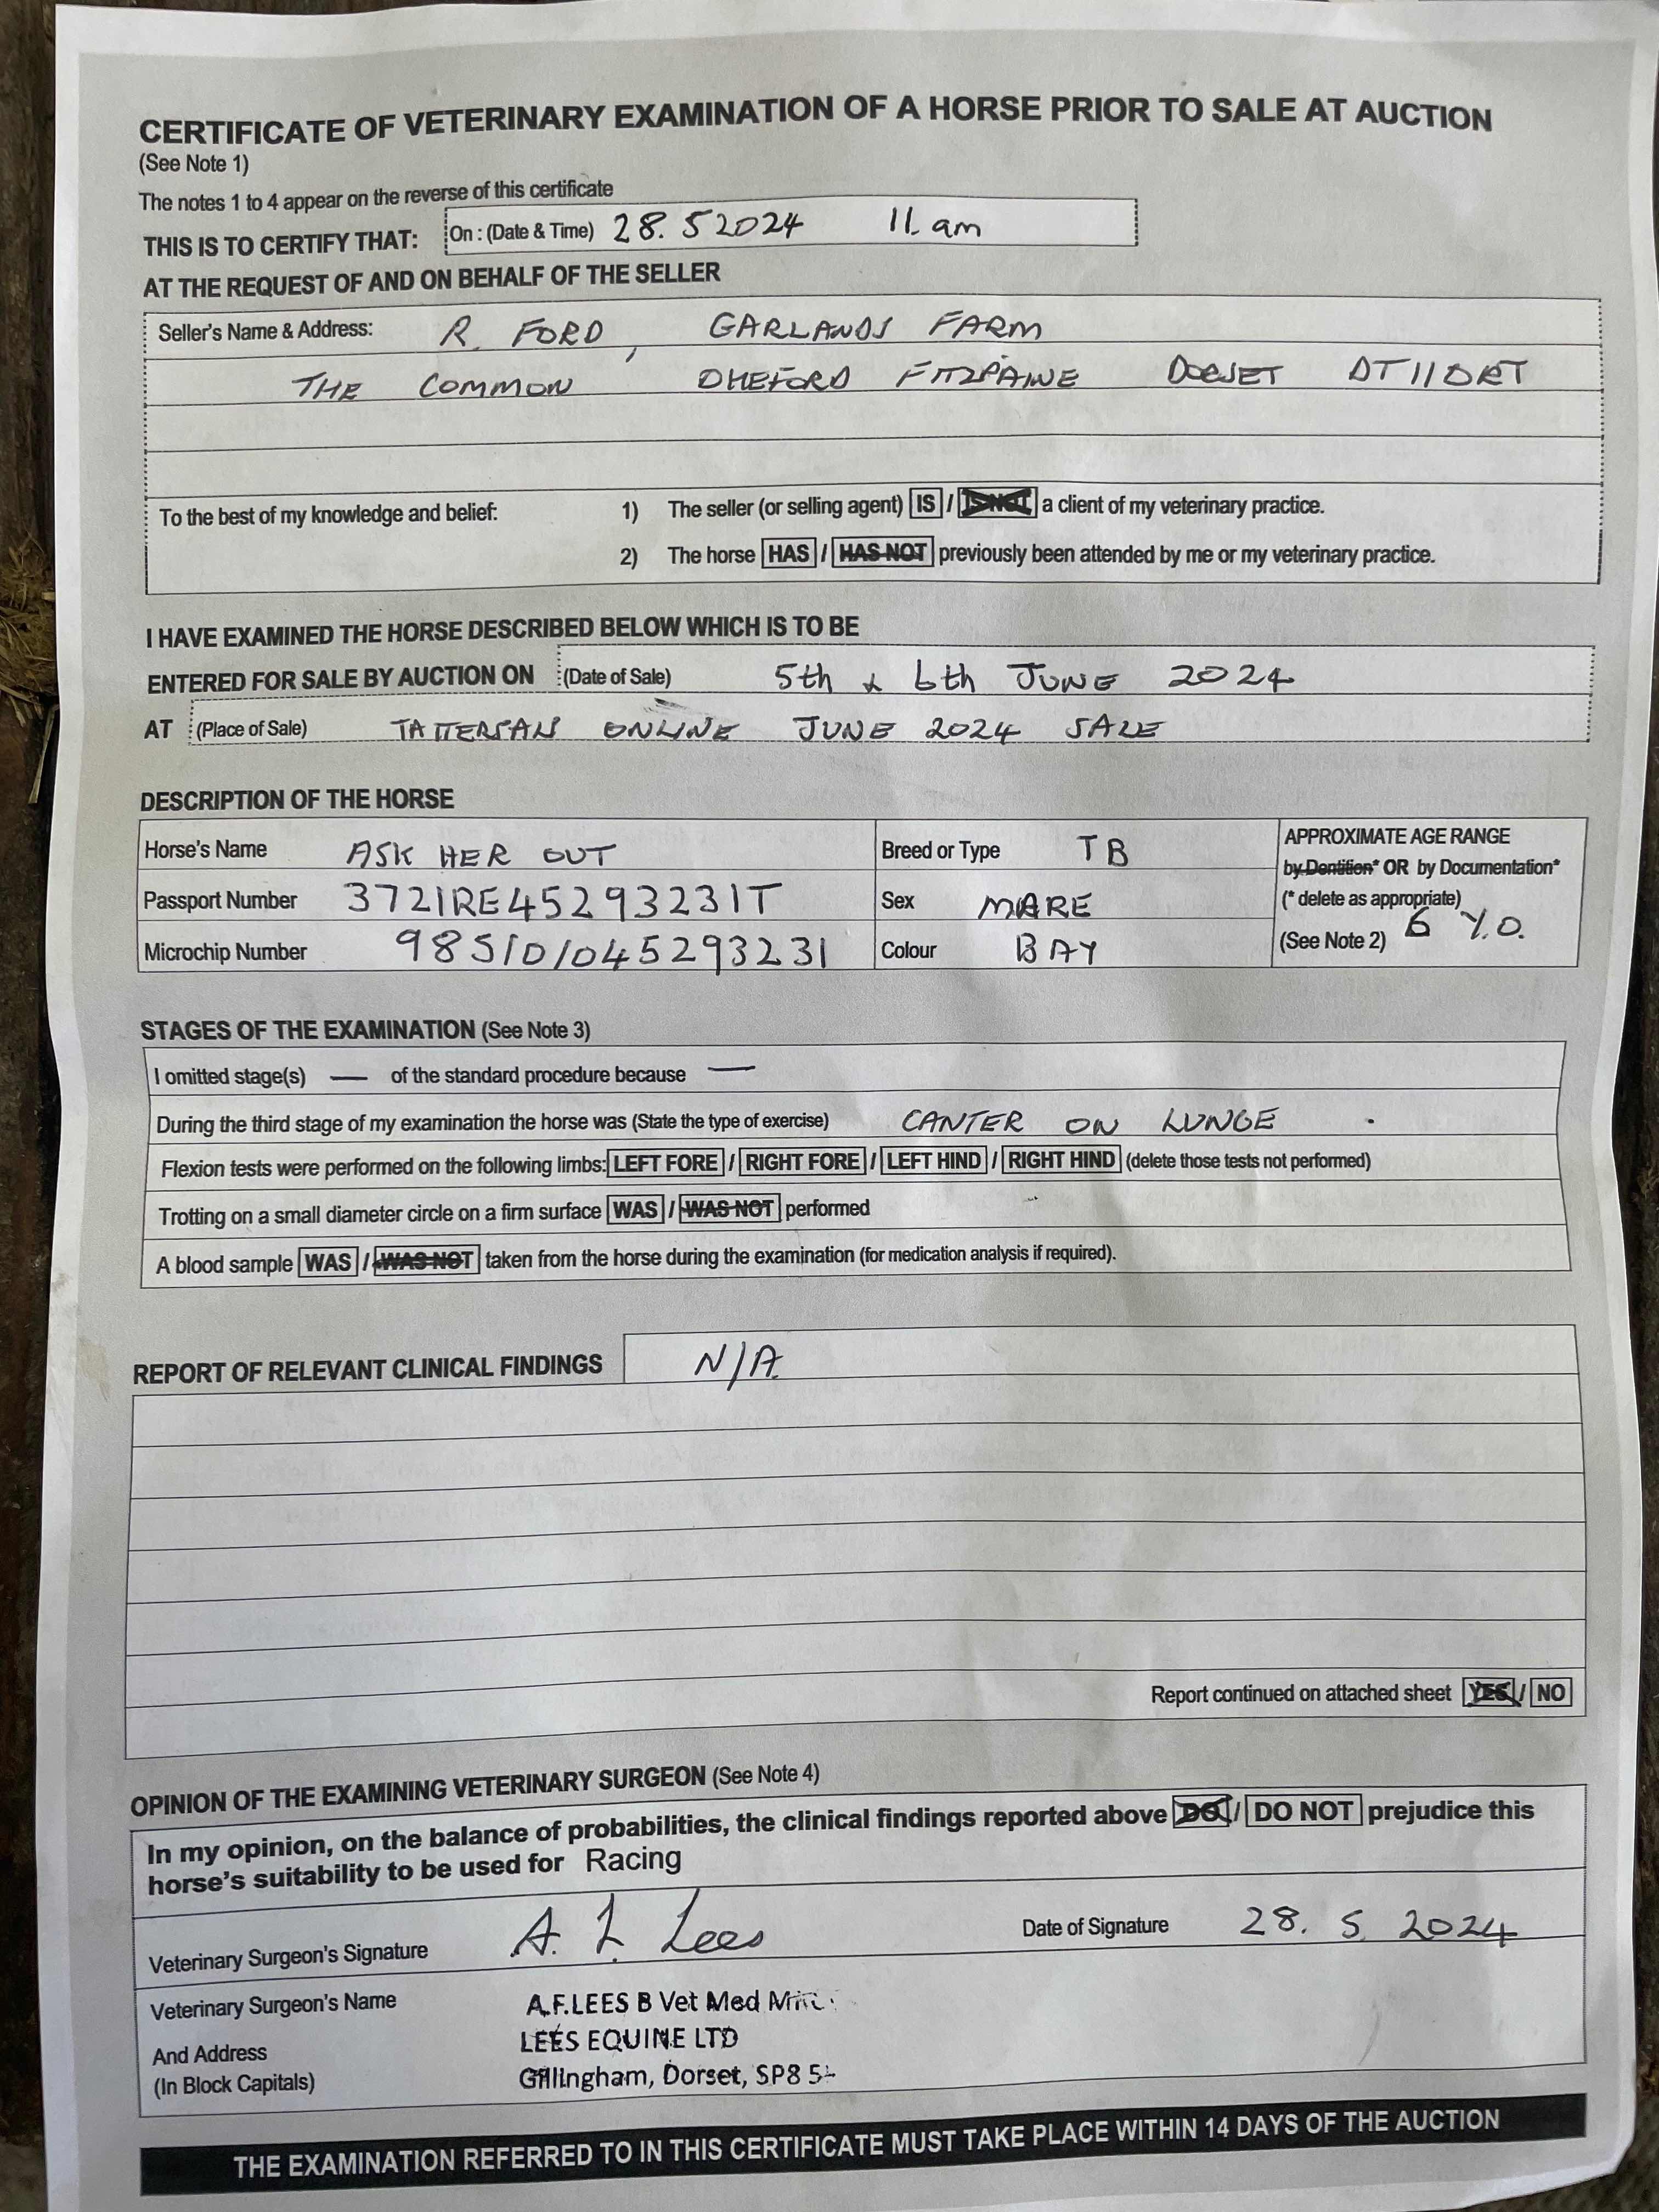 CERTIFICATE OF VETERINARY EXAMINATION OF A HORSE PRIOR TO SALE AT AUCTION
(See Note 1)
The notes 1 to 4 appear on the reverse of this certificate
THIS IS TO CERTIFY THAT: On : (Date & Time) 28. 5 2024 11. am
AT THE REQUEST OF AND ON BEHALF OF THE SELLER
Seller's Name & Address: R. FORD, GARLANDS FARM
THE COMMON FITZPAINE DORSET DT11
To the best of my knowledge and belief: 1) The seller (or selling agent) IS / IS NOT a client of my veterinary practice.
2) The horse HAS / HAS NOT previously been attended by me or my veterinary practice.
I HAVE EXAMINED THE HORSE DESCRIBED BELOW WHICH IS TO BE
ENTERED FOR SALE BY AUCTION ON (Date of Sale) 5th & 6th JUNE 2024
AT (Place of Sale) TATTERSALLS ONLINE JUNE 2024 SALE
DESCRIPTION OF THE HORSE
Horse's Name ASK HER OUT Breed or Type TB APPROXIMATE AGE RANGE
by Dentition* OR by Documentation*
Passport Number 372IRE45293231T Sex MARE (* delete as appropriate)
Microchip Number 985101045293231 Colour BAY (See Note 2) 6 Y.O.
STAGES OF THE EXAMINATION (See Note 3)
I omitted stage(s) — of the standard procedure because —
During the third stage of my examination the horse was (State the type of exercise) CANTER ON LUNGE .
Flexion tests were performed on the following limbs: LEFT FORE / RIGHT FORE / LEFT HIND / RIGHT HIND (delete those tests not performed)
Trotting on a small diameter circle on a firm surface WAS / WAS NOT performed
A blood sample WAS / WAS NOT taken from the horse during the examination (for medication analysis if required).
REPORT OF RELEVANT CLINICAL FINDINGS N/A
Report continued on attached sheet YES / NO
OPINION OF THE EXAMINING VETERINARY SURGEON (See Note 4)
In my opinion, on the balance of probabilities, the clinical findings reported above DO / DO NOT prejudice this
horse's suitability to be used for Racing
Veterinary Surgeon's Signature A. F. Lees Date of Signature 28. 5. 2024
Veterinary Surgeon's Name A.F.LEES B Vet Med
And Address LEES EQUINE LTD
(In Block Capitals) Gillingham, Dorset, SP8
THE EXAMINATION REFERRED TO IN THIS CERTIFICATE MUST TAKE PLACE WITHIN 14 DAYS OF THE AUCTION